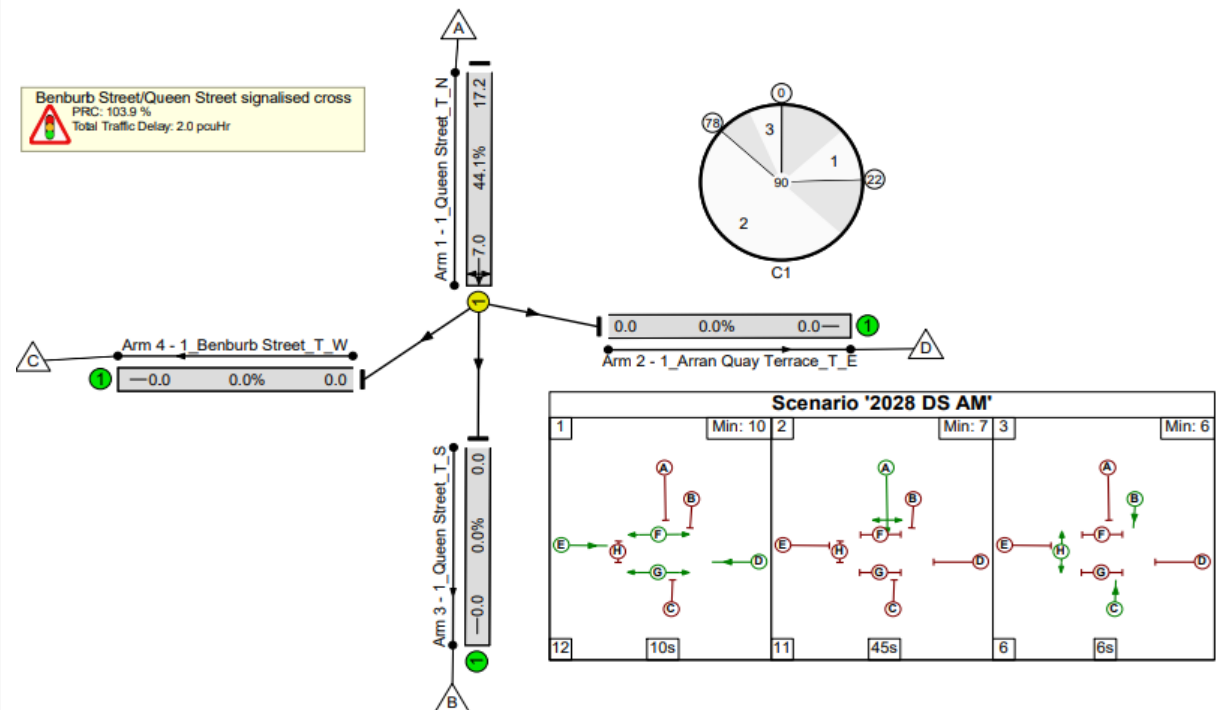 A
Benburb Street/Queen Street signalised cross
PRC: 103.9 %
Total Traffic Delay: 2.0 pcuHr
Arm 1 - 1_Queen Street_T_N
17.2
44.1%
7.0
1
0
78
3
1
90
22
2
C1
Arm 4 - 1_Benburb Street_T_W
C
1
0.0
0.0%
0.0
0.0
0.0%
0.0
1
Arm 2 - 1_Arran Quay Terrace_T_E
D
Arm 3 - 1_Queen Street_T_S
0.0
0.0%
0.0
1
B
Scenario '2028 DS AM'
1
Min: 10
2
Min: 7
3
Min: 6
A
B
E
F
H
G
D
C
A
B
E
F
H
G
D
C
A
B
E
F
H
G
D
C
12
10s
11
45s
6
6s